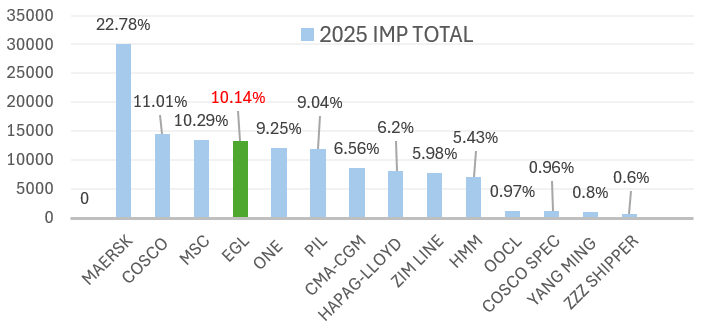 35000
30000
25000
20000
15000
10000
5000
0
2025 IMP TOTAL
0
22.78%
11.01%
10.29%
10.14%
9.25%
9.04%
6.56%
6.2%
5.98%
5.43%
0.97%
0.96%
0.8%
0.6%
MAERSK
COSCO
MSC
EGL
ONE
PIL
CMA-CGM
HAPAG-LLOYD
ZIM LINE
HMM
OOCL
COSCO SPEC
YANG MING
ZZZ SHIPPER